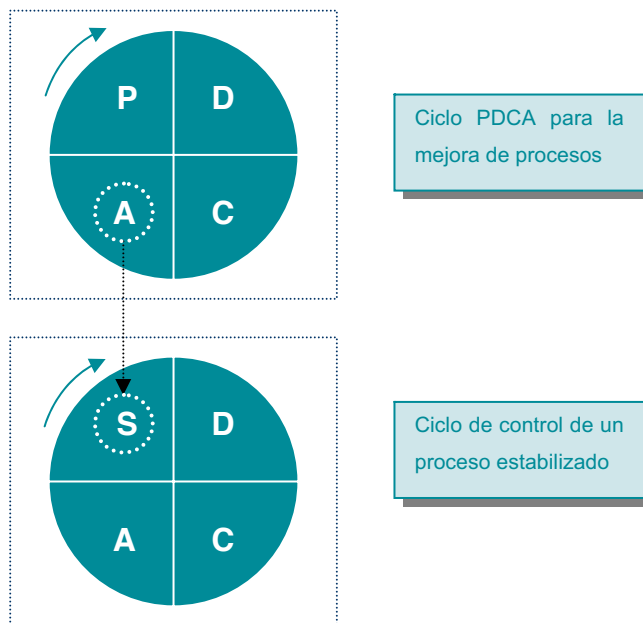 P D
A C
Ciclo PDCA para la
mejora de procesos
S D
A C
Ciclo de control de un
proceso estabilizado